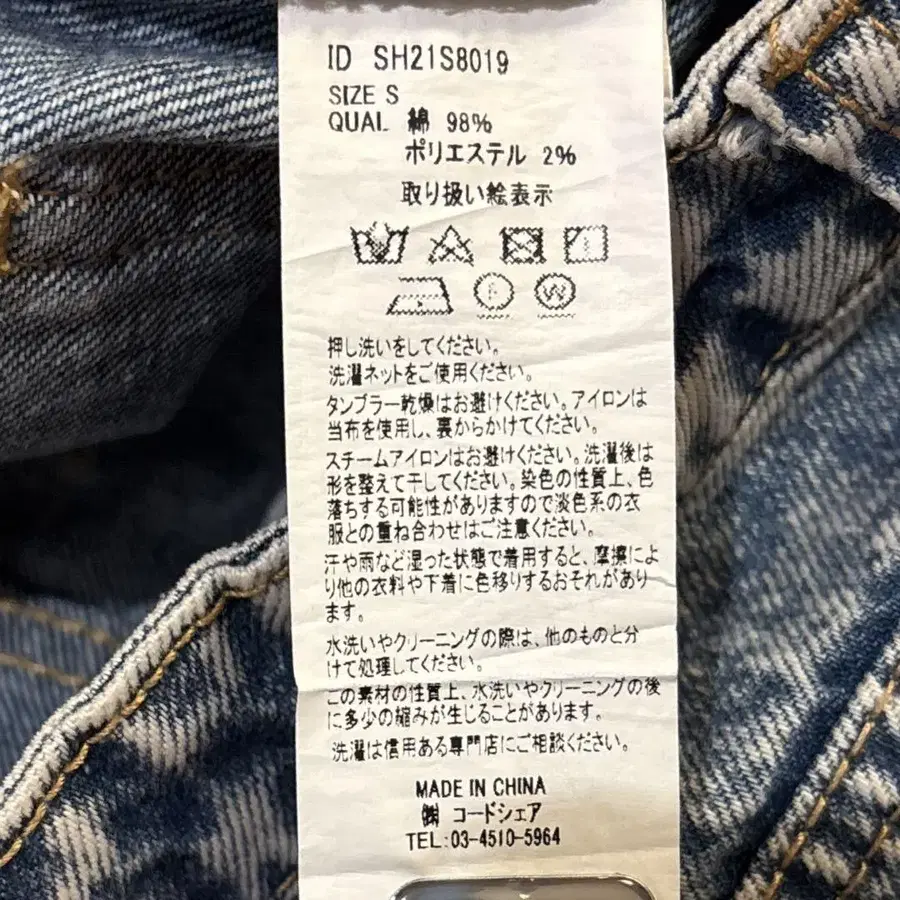 ID SH21S8019
SIZE S
QUAL 綿 98%
ポリエステル 2%
取り扱い絵表示
押し洗いをしてください。
洗濯ネットをご使用ください。
タンブラー乾燥はお避けください。アイロンは
当布を使用し、裏からかけてください。
スチームアイロンはお避けください。洗濯後は
形を整えて干してください。染色の性質上、色
落ちする可能性がありますので淡色系の衣
服との重ね合わせはご注意ください。
汗や雨など湿った状態で着用すると、摩擦によ
り他の衣料や下着に色移りするおそれがあり
ます。
水洗いやクリーニングの際は、他のものと分
けて処理してください。
この素材の性質上、水洗いやクリーニングの後
に多少の縮みが生じることがあります。
洗濯は信用ある専門店にご相談ください。
MADE IN CHINA
㈱ コードシェア
TEL:03-4510-5964